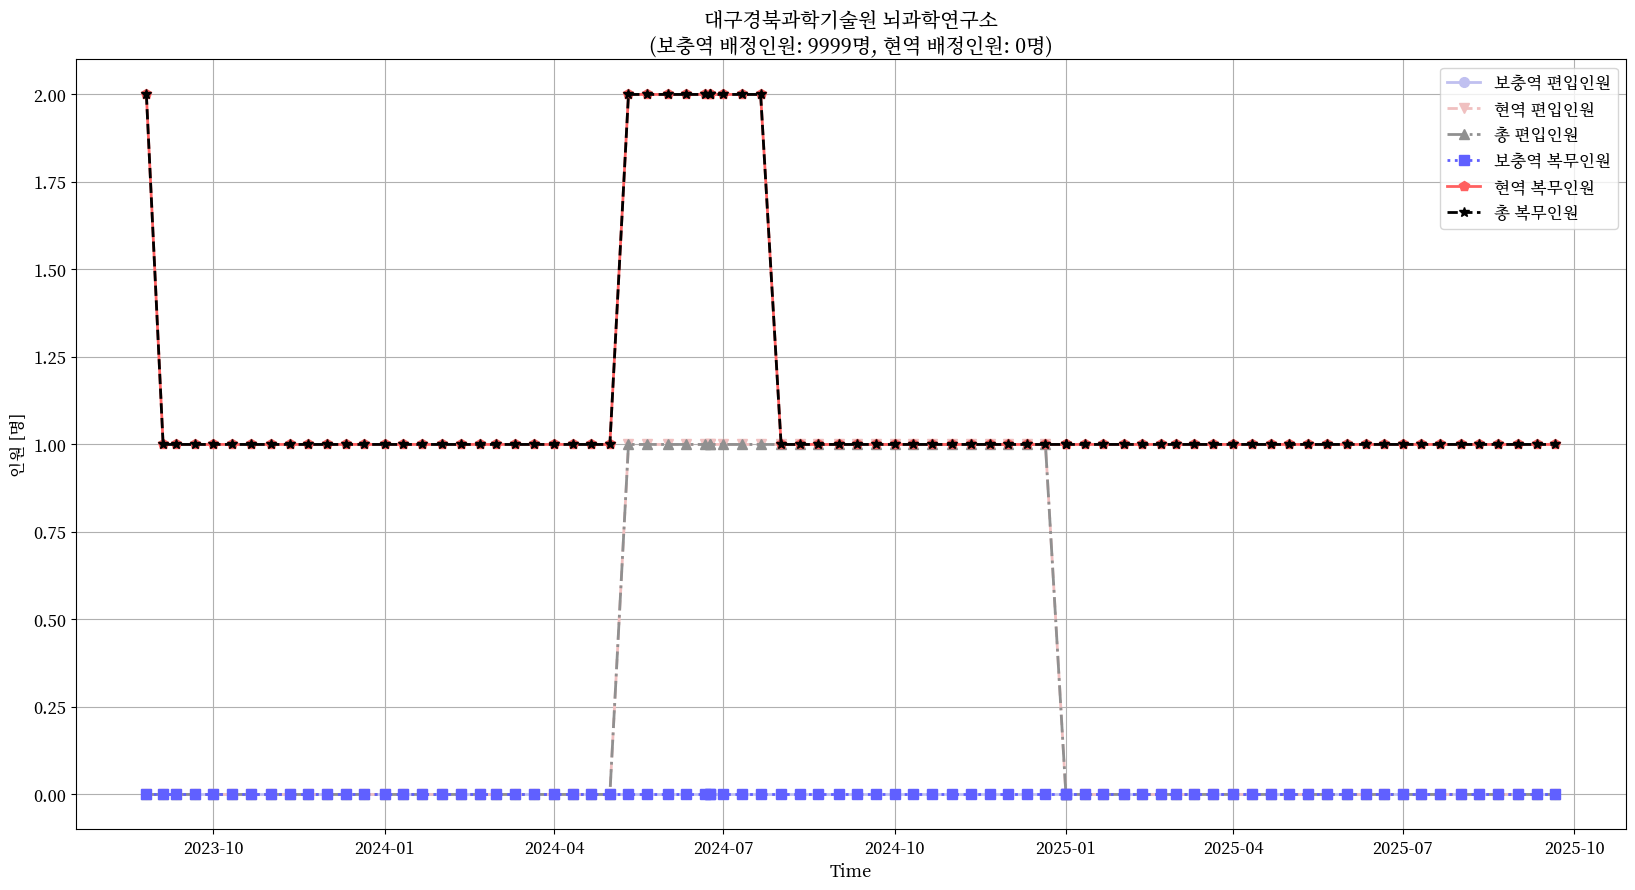 대구경북과학기술원 뇌과학연구소
(보충역 배정인원: 9999명, 현역 배정인원: 0명)
보충역 편입인원
현역 편입인원
총 편입인원
보충역 복무인원
현역 복무인원
총 복무인원
인원 [명]
2.00
1.75
1.50
1.25
1.00
0.75
0.50
0.25
0.00
2023-10
2024-01
2024-04
2024-07
2024-10
2025-01
2025-04
2025-07
2025-10
Time